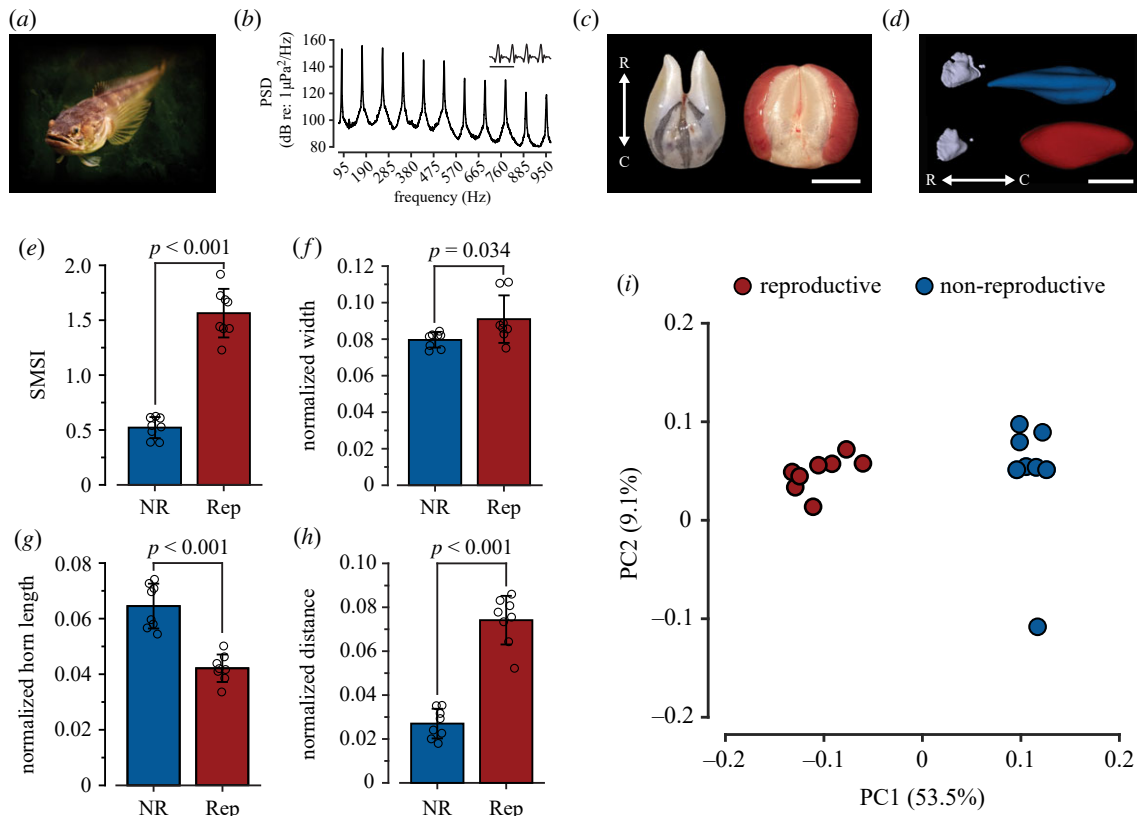 (a)
(b)
PSD
(dB re: 1µPa²/Hz)
160
140
120
100
80
95
190
285
380
475
570
665
760
885
950
frequency (Hz)
(c)
R
C
(d)
R
C
(e)
p < 0.001
SMSI
2.0
1.5
1.0
0.5
0
NR
Rep
(f)
p = 0.034
normalized width
0.12
0.10
0.08
0.06
0.04
0.02
0
NR
Rep
(g)
p < 0.001
normalized horn length
0.08
0.06
0.04
0.02
0
NR
Rep
(h)
p < 0.001
normalized distance
0.10
0.08
0.06
0.04
0.02
0
NR
Rep
(i)
reproductive
non-reproductive
PC2 (9.1%)
0.2
0.1
0
–0.1
–0.2
–0.2
–0.1
0
0.1
0.2
PC1 (53.5%)